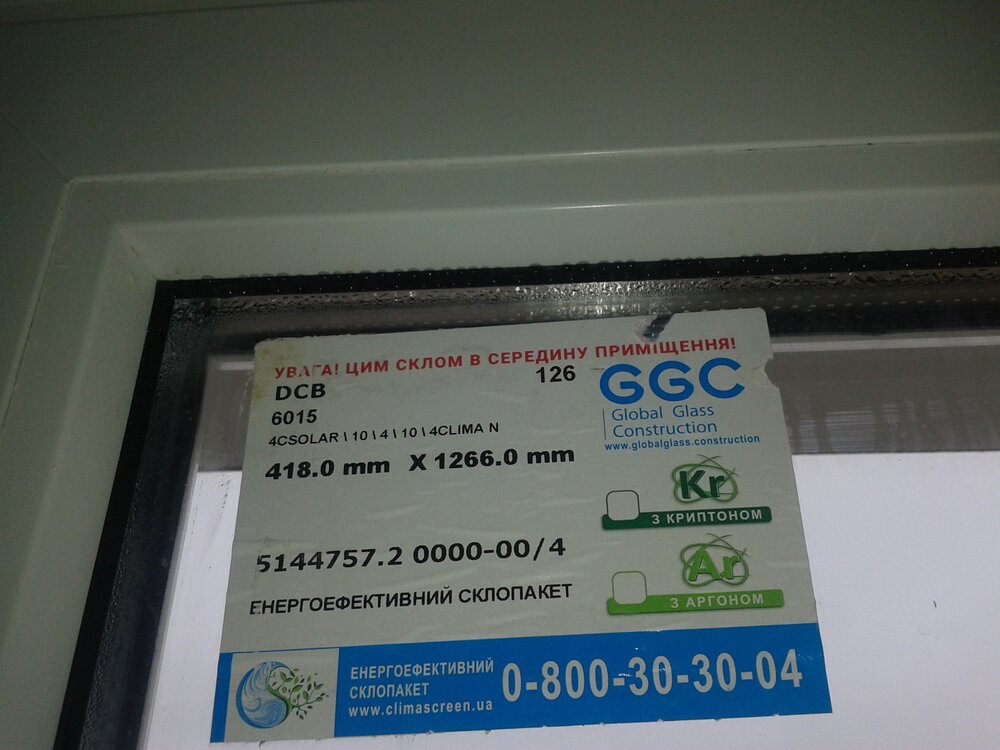 УВАГА! ЦИМ СКЛОМ В СЕРЕДИНУ ПРИМІЩЕННЯ!
DCB 126
6015
4CSOLAR \ 10 \ 4 \ 10 \ 4CLIMA N
418.0 mm X 1266.0 mm
GGC
Global Glass
Construction
www.globalglass.construction
Kr
З КРИПТОНОМ
5144757.2 0000-00/4
Ar
З АРГОНОМ
ЕНЕРГОЕФЕКТИВНИЙ СКЛОПАКЕТ
ЕНЕРГОЕФЕКТИВНИЙ
СКЛОПАКЕТ
www.climascreen.ua
0-800-30-30-04